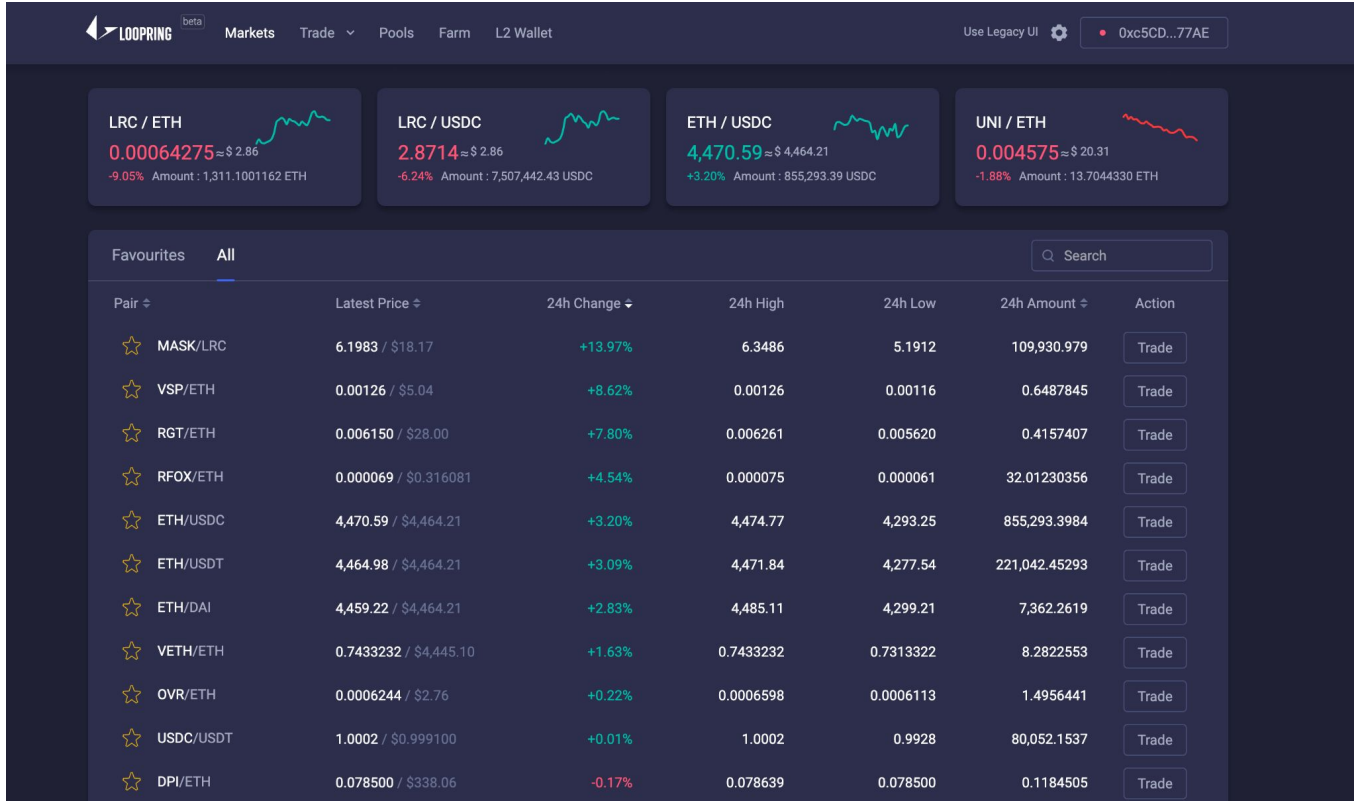 LOOPRING beta Markets Trade Pools Farm L2 Wallet Use Legacy UI 0xc5CD...77AE
LRC / ETH
0.00064275 ≈ $ 2.86
-9.05% Amount : 1,311.1001162 ETH
LRC / USDC
2.8714 ≈ $ 2.86
-6.24% Amount : 7,507,442.43 USDC
ETH / USDC
4,470.59 ≈ $ 4,464.21
+3.20% Amount : 855,293.39 USDC
UNI / ETH
0.004575 ≈ $ 20.31
-1.88% Amount : 13.7044330 ETH
Favourites All Search
Pair Latest Price 24h Change 24h High 24h Low 24h Amount Action
MASK/LRC 6.1983 / $18.17 +13.97% 6.3486 5.1912 109,930.979 Trade
VSP/ETH 0.00126 / $5.04 +8.62% 0.00126 0.00116 0.6487845 Trade
RGT/ETH 0.006150 / $28.00 +7.80% 0.006261 0.005620 0.4157407 Trade
RFOX/ETH 0.000069 / $0.316081 +4.54% 0.000075 0.000061 32.01230356 Trade
ETH/USDC 4,470.59 / $4,464.21 +3.20% 4,474.77 4,293.25 855,293.3984 Trade
ETH/USDT 4,464.98 / $4,464.21 +3.09% 4,471.84 4,277.54 221,042.45293 Trade
ETH/DAI 4,459.22 / $4,464.21 +2.83% 4,485.11 4,299.21 7,362.2619 Trade
VETH/ETH 0.7433232 / $4,445.10 +1.63% 0.7433232 0.7313322 8.2822553 Trade
OVR/ETH 0.0006244 / $2.76 +0.22% 0.0006598 0.0006113 1.4956441 Trade
USDC/USDT 1.0002 / $0.999100 +0.01% 1.0002 0.9928 80,052.1537 Trade
DPI/ETH 0.078500 / $338.06 -0.17% 0.078639 0.078500 0.1184505 Trade